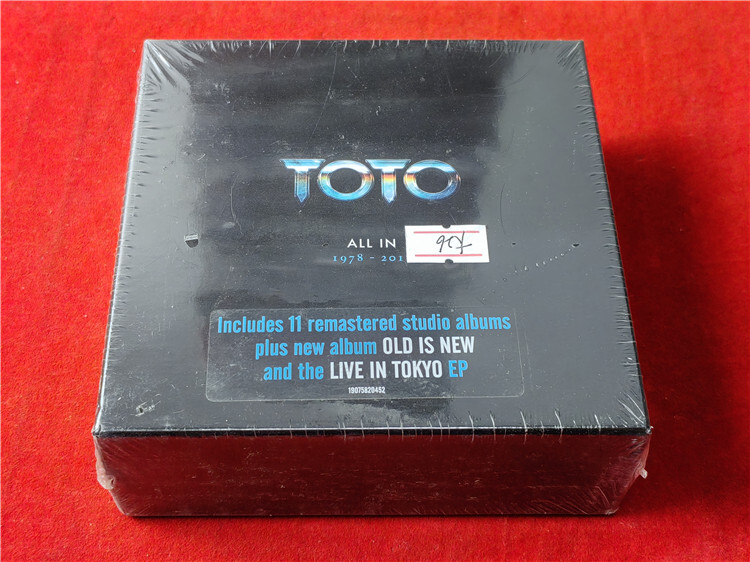 TOTO
ALL IN
1978 - 201
Includes 11 remastered studio albums
plus new album OLD IS NEW
and the LIVE IN TOKYO EP
19075820452